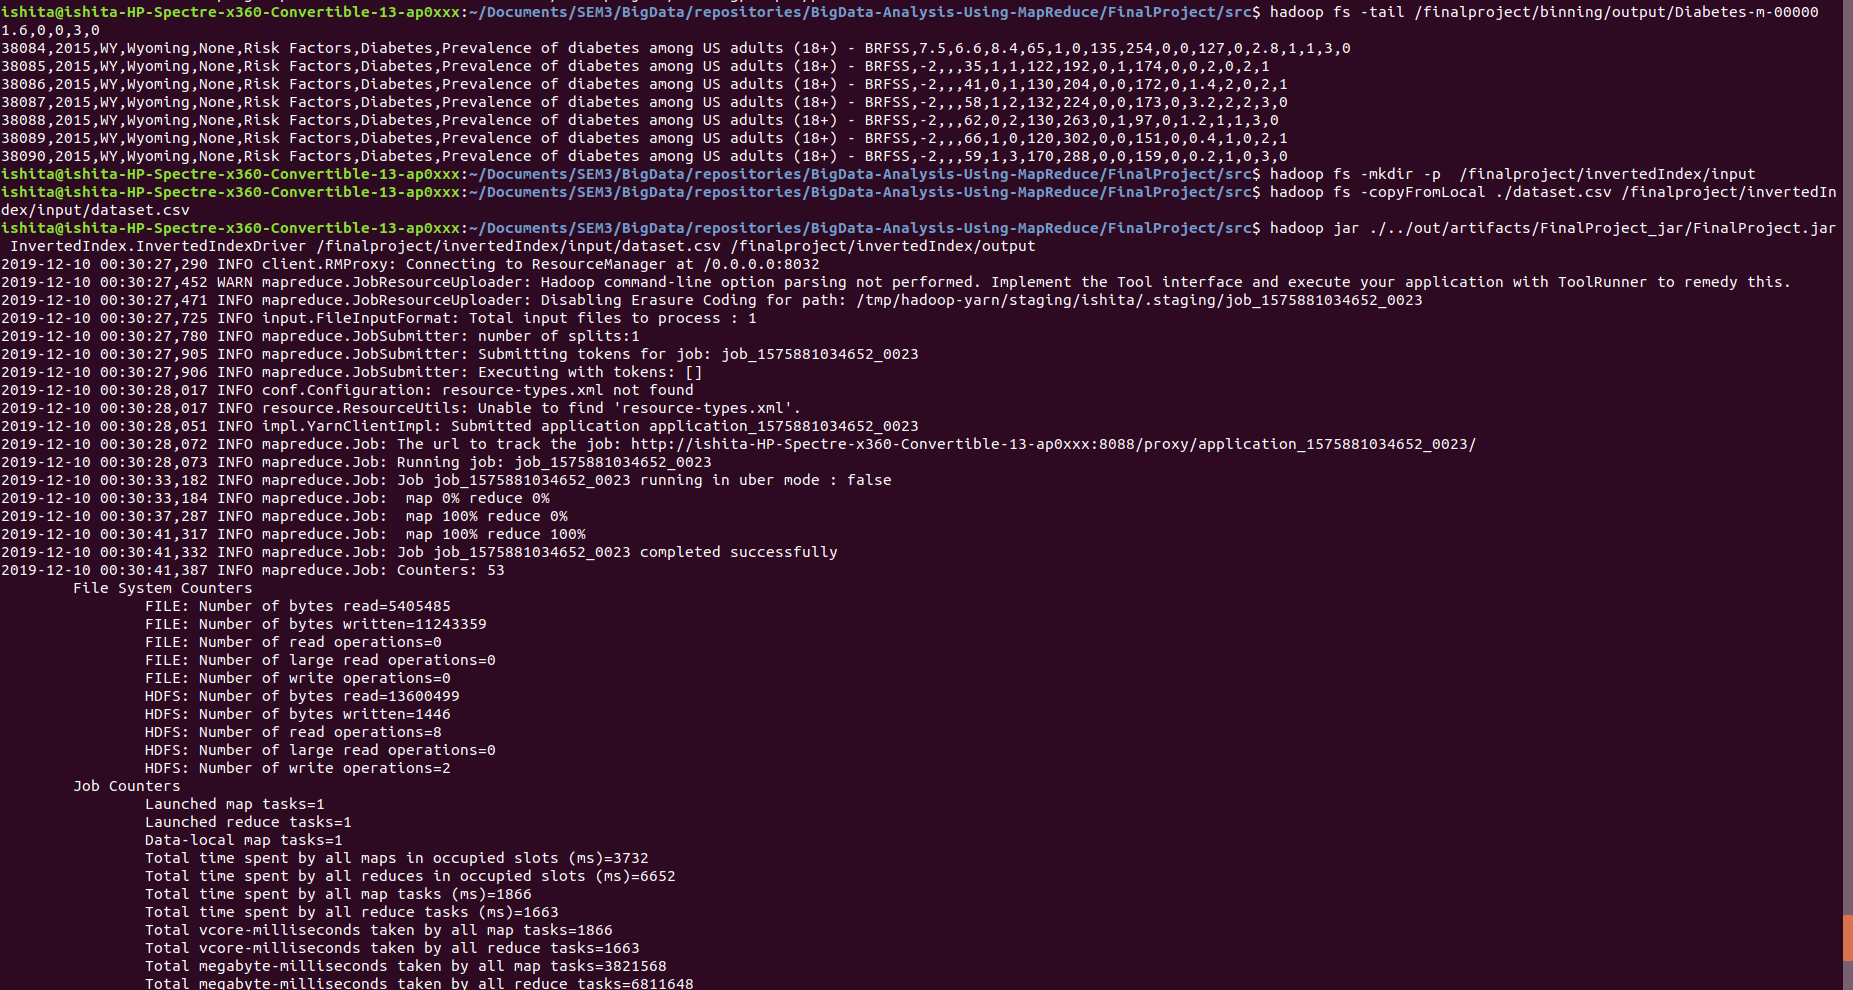 ishita@ishita-HP-Spectre-x360-Convertible-13-ap0xxx:~/Documents/SEM3/BigData/repositories/BigData-Analysis-Using-MapReduce/FinalProject/src$ hadoop fs -tail /finalproject/binning/output/Diabetes-m-00000
1.6,0,0,3,0
38084,2015,WY,Wyoming,None,Risk Factors,Diabetes,Prevalence of diabetes among US adults (18+) - BRFSS,7.5,6.6,8.4,65,1,0,135,254,0,0,127,0,2.8,1,1,3,0
38085,2015,WY,Wyoming,None,Risk Factors,Diabetes,Prevalence of diabetes among US adults (18+) - BRFSS,-2,,,35,1,1,122,192,0,1,174,0,0,2,0,2,1
38086,2015,WY,Wyoming,None,Risk Factors,Diabetes,Prevalence of diabetes among US adults (18+) - BRFSS,-2,,,41,0,1,130,204,0,0,172,0,1.4,2,0,2,1
38087,2015,WY,Wyoming,None,Risk Factors,Diabetes,Prevalence of diabetes among US adults (18+) - BRFSS,-2,,,58,1,2,132,224,0,0,173,0,3.2,2,2,3,0
38088,2015,WY,Wyoming,None,Risk Factors,Diabetes,Prevalence of diabetes among US adults (18+) - BRFSS,-2,,,62,0,2,130,263,0,1,97,0,1.2,1,1,3,0
38089,2015,WY,Wyoming,None,Risk Factors,Diabetes,Prevalence of diabetes among US adults (18+) - BRFSS,-2,,,66,1,0,120,302,0,0,151,0,0.4,1,0,2,1
38090,2015,WY,Wyoming,None,Risk Factors,Diabetes,Prevalence of diabetes among US adults (18+) - BRFSS,-2,,,59,1,3,170,288,0,0,159,0,0.2,1,0,3,0
ishita@ishita-HP-Spectre-x360-Convertible-13-ap0xxx:~/Documents/SEM3/BigData/repositories/BigData-Analysis-Using-MapReduce/FinalProject/src$ hadoop fs -mkdir -p  /finalproject/invertedIndex/input
ishita@ishita-HP-Spectre-x360-Convertible-13-ap0xxx:~/Documents/SEM3/BigData/repositories/BigData-Analysis-Using-MapReduce/FinalProject/src$ hadoop fs -copyFromLocal ./dataset.csv /finalproject/invertedIn
dex/input/dataset.csv
ishita@ishita-HP-Spectre-x360-Convertible-13-ap0xxx:~/Documents/SEM3/BigData/repositories/BigData-Analysis-Using-MapReduce/FinalProject/src$ hadoop jar ./../out/artifacts/FinalProject_jar/FinalProject.jar
 InvertedIndex.InvertedIndexDriver /finalproject/invertedIndex/input/dataset.csv /finalproject/invertedIndex/output
2019-12-10 00:30:27,290 INFO client.RMProxy: Connecting to ResourceManager at /0.0.0.0:8032
2019-12-10 00:30:27,452 WARN mapreduce.JobResourceUploader: Hadoop command-line option parsing not performed. Implement the Tool interface and execute your application with ToolRunner to remedy this.
2019-12-10 00:30:27,471 INFO mapreduce.JobResourceUploader: Disabling Erasure Coding for path: /tmp/hadoop-yarn/staging/ishita/.staging/job_1575881034652_0023
2019-12-10 00:30:27,725 INFO input.FileInputFormat: Total input files to process : 1
2019-12-10 00:30:27,780 INFO mapreduce.JobSubmitter: number of splits:1
2019-12-10 00:30:27,905 INFO mapreduce.JobSubmitter: Submitting tokens for job: job_1575881034652_0023
2019-12-10 00:30:27,906 INFO mapreduce.JobSubmitter: Executing with tokens: []
2019-12-10 00:30:28,017 INFO conf.Configuration: resource-types.xml not found
2019-12-10 00:30:28,017 INFO resource.ResourceUtils: Unable to find 'resource-types.xml'.
2019-12-10 00:30:28,051 INFO impl.YarnClientImpl: Submitted application application_1575881034652_0023
2019-12-10 00:30:28,072 INFO mapreduce.Job: The url to track the job: http://ishita-HP-Spectre-x360-Convertible-13-ap0xxx:8088/proxy/application_1575881034652_0023/
2019-12-10 00:30:28,073 INFO mapreduce.Job: Running job: job_1575881034652_0023
2019-12-10 00:30:33,182 INFO mapreduce.Job: Job job_1575881034652_0023 running in uber mode : false
2019-12-10 00:30:33,184 INFO mapreduce.Job:  map 0% reduce 0%
2019-12-10 00:30:37,287 INFO mapreduce.Job:  map 100% reduce 0%
2019-12-10 00:30:41,317 INFO mapreduce.Job:  map 100% reduce 100%
2019-12-10 00:30:41,332 INFO mapreduce.Job: Job job_1575881034652_0023 completed successfully
2019-12-10 00:30:41,387 INFO mapreduce.Job: Counters: 53
File System Counters
FILE: Number of bytes read=5405485
FILE: Number of bytes written=11243359
FILE: Number of read operations=0
FILE: Number of large read operations=0
FILE: Number of write operations=0
HDFS: Number of bytes read=13600499
HDFS: Number of bytes written=1446
HDFS: Number of read operations=8
HDFS: Number of large read operations=0
HDFS: Number of write operations=2
Job Counters
Launched map tasks=1
Launched reduce tasks=1
Data-local map tasks=1
Total time spent by all maps in occupied slots (ms)=3732
Total time spent by all reduces in occupied slots (ms)=6652
Total time spent by all map tasks (ms)=1866
Total time spent by all reduce tasks (ms)=1663
Total vcore-milliseconds taken by all map tasks=1866
Total vcore-milliseconds taken by all reduce tasks=1663
Total megabyte-milliseconds taken by all map tasks=3821568
Total megabyte-milliseconds taken by all reduce tasks=6811648